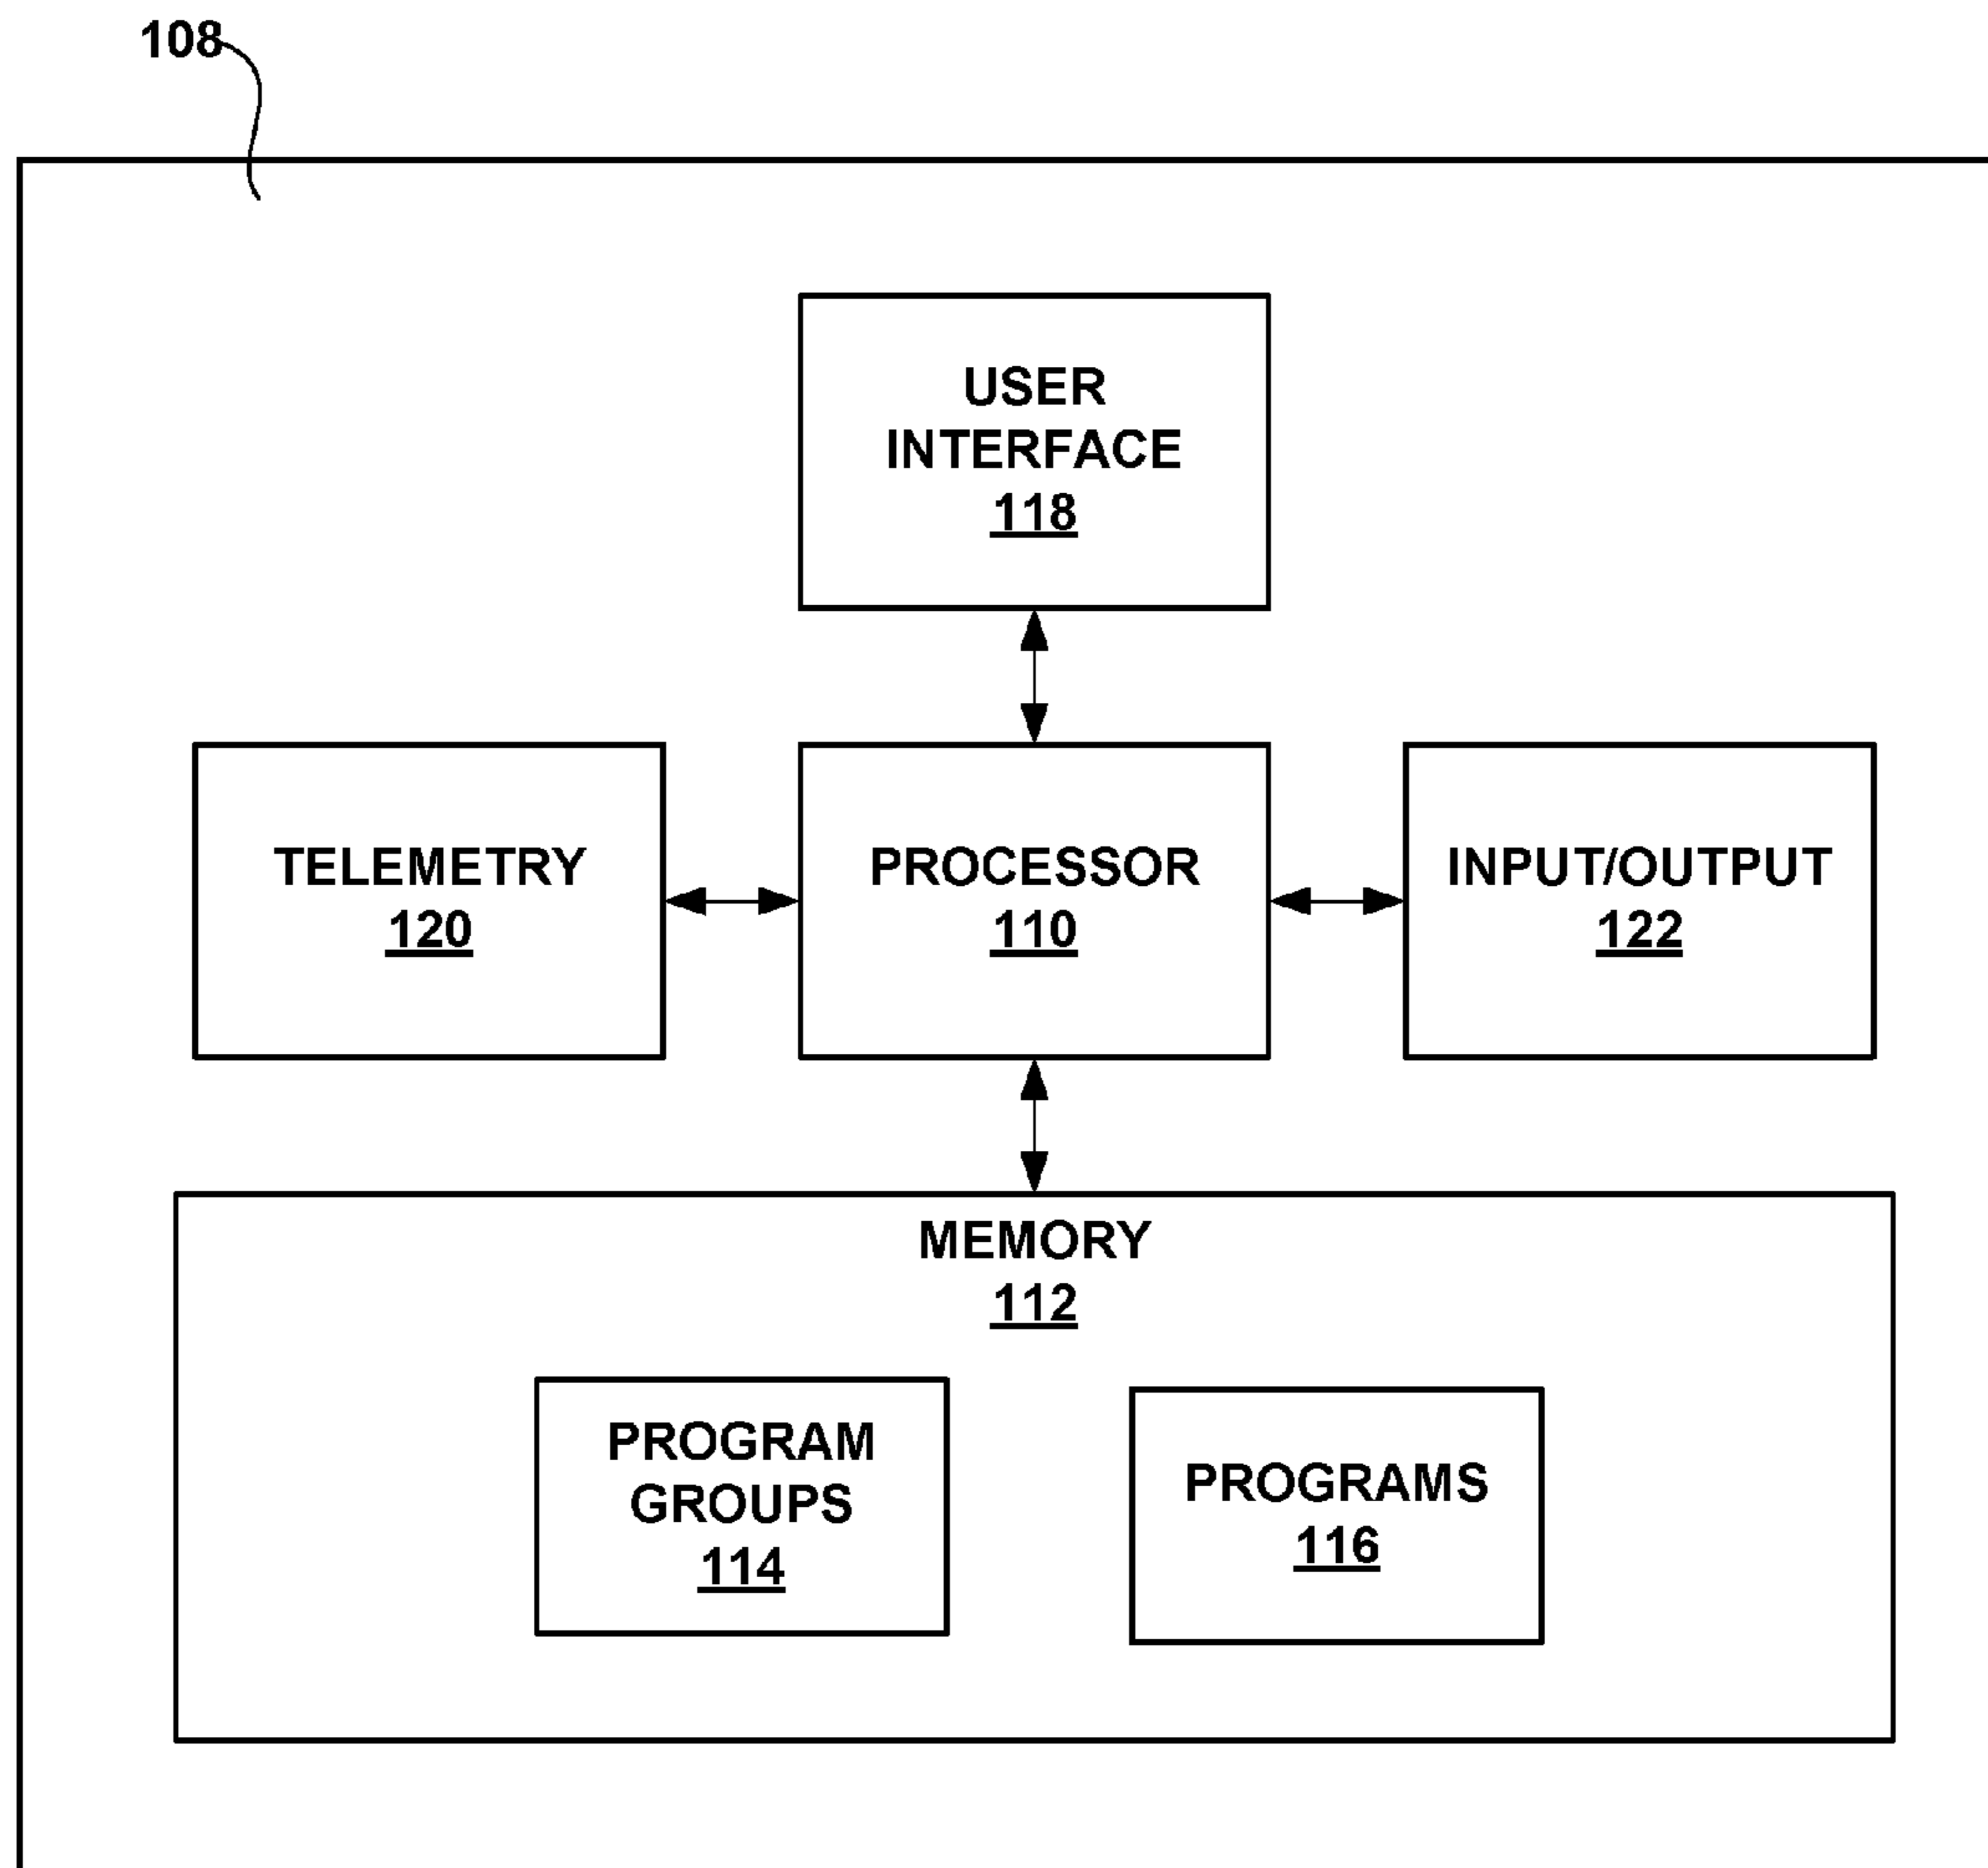 108
USER
INTERFACE
118
TELEMETRY
120
PROCESSOR
110
INPUT/OUTPUT
122
MEMORY
112
PROGRAM
GROUPS
114
PROGRAMS
116